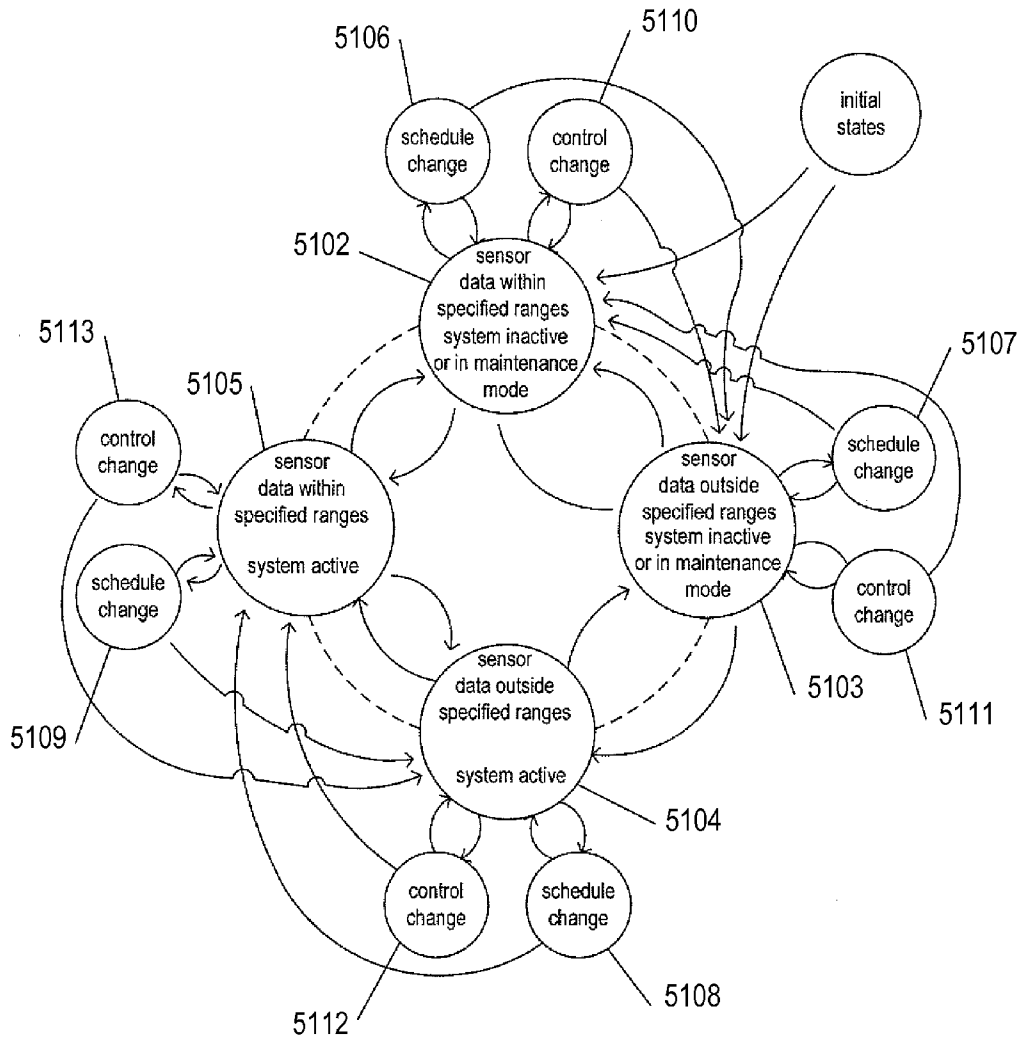 5106
5110
initial
states
schedule
change
control
change
5102
sensor
data within
specified ranges
system inactive
or in maintenance
mode
5113
5107
5105
control
change
sensor
data within
specified ranges
system active
sensor
data outside
specified ranges
system inactive
or in maintenance
mode
schedule
change
schedule
change
control
change
5103
5111
5109
sensor
data outside
specified ranges
system active
5104
control
change
schedule
change
5108
5112